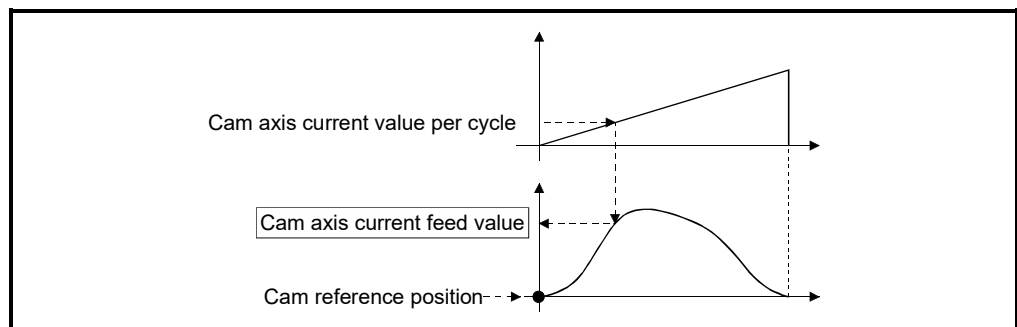 Cam axis current value per cycle
Cam axis current feed value
Cam reference position